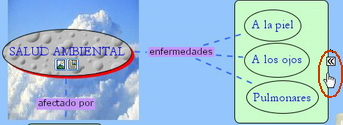 SALUD AMBIENTAL
enfermedades
A la piel
A los ojos
Pulmonares
afectado por